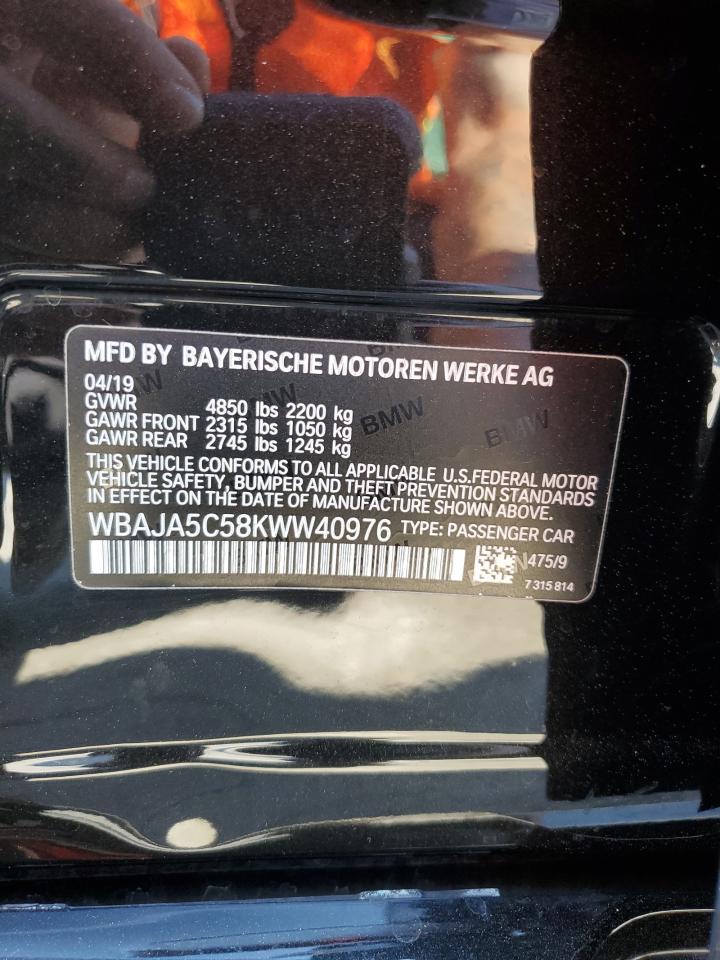 MFD BY BAYERISCHE MOTOREN WERKE AG
04/19
GVWR 4850 lbs 2200 kg
GAWR FRONT 2315 lbs 1050 kg
GAWR REAR 2745 lbs 1245 kg
THIS VEHICLE CONFORMS TO ALL APPLICABLE U.S.FEDERAL MOTOR
VEHICLE SAFETY, BUMPER AND THEFT PREVENTION STANDARDS
IN EFFECT ON THE DATE OF MANUFACTURE SHOWN ABOVE.
WBAJA5C58KWW40976 TYPE: PASSENGER CAR
475/9
7 315 814
BMW
BMW